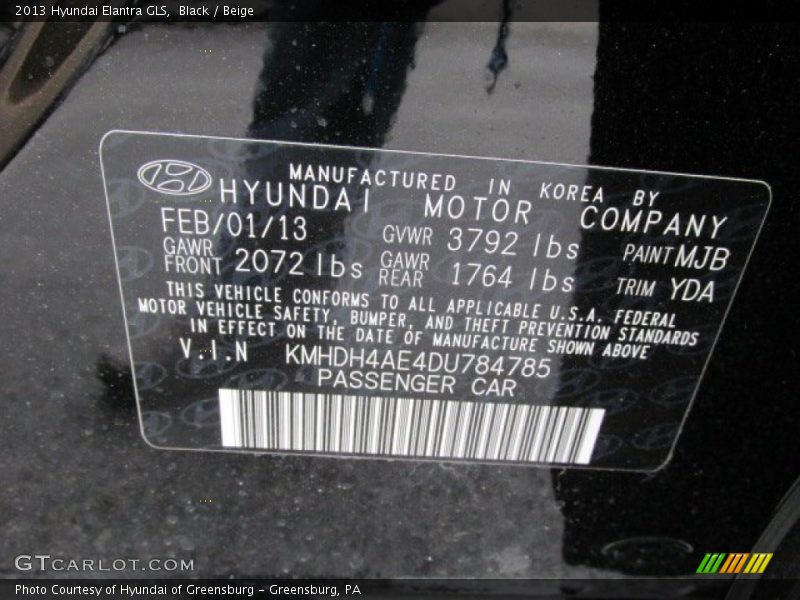 2013 Hyundai Elantra GLS, Black / Beige
MANUFACTURED IN KOREA BY
HYUNDAI MOTOR COMPANY
FEB/01/13 GVWR 3792 lbs PAINT MJB
GAWR FRONT 2072 lbs GAWR REAR 1764 lbs TRIM YDA
THIS VEHICLE CONFORMS TO ALL APPLICABLE U.S.A. FEDERAL
MOTOR VEHICLE SAFETY, BUMPER, AND THEFT PREVENTION STANDARDS
IN EFFECT ON THE DATE OF MANUFACTURE SHOWN ABOVE
V.I.N KMHDH4AE4DU784785
PASSENGER CAR
GTCARLOT.COM
Photo Courtesy of Hyundai of Greensburg - Greensburg, PA